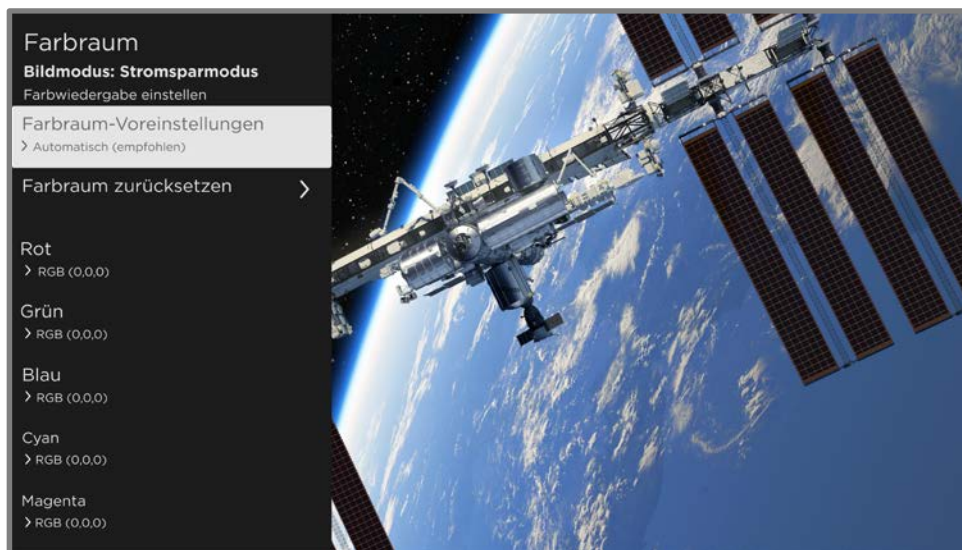 Farbraum
Bildmodus: Stromsparmodus
Farbwiedergabe einstellen
Farbraum-Voreinstellungen
Automatisch (empfohlen)
Farbraum zurücksetzen
Rot
RGB (0,0,0)
Grün
RGB (0,0,0)
Blau
RGB (0,0,0)
Cyan
RGB (0,0,0)
Magenta
RGB (0,0,0)